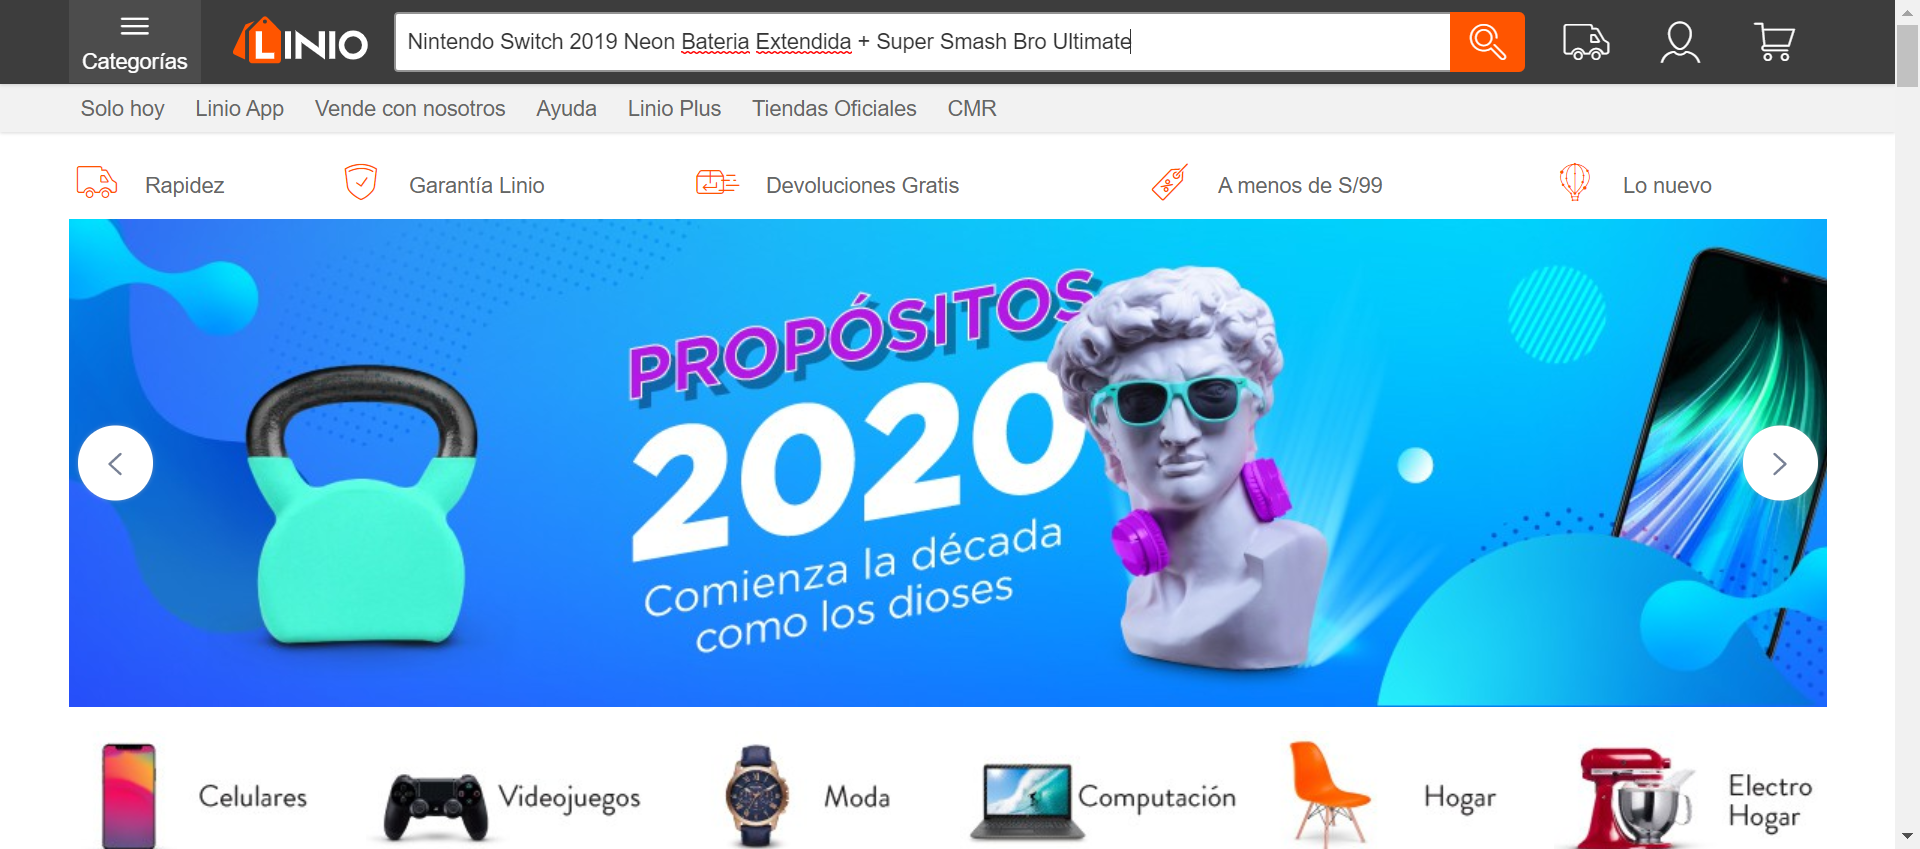 Categorías
LINIO
Nintendo Switch 2019 Neon Bateria Extendida + Super Smash Bro Ultimate
Solo hoy
Linio App
Vende con nosotros
Ayuda
Linio Plus
Tiendas Oficiales
CMR
Rapidez
Garantía Linio
Devoluciones Gratis
A menos de S/99
Lo nuevo
PROPÓSITOS
2020
Comienza la década
como los dioses
Celulares
Videojuegos
Moda
Computación
Hogar
Electro
Hogar